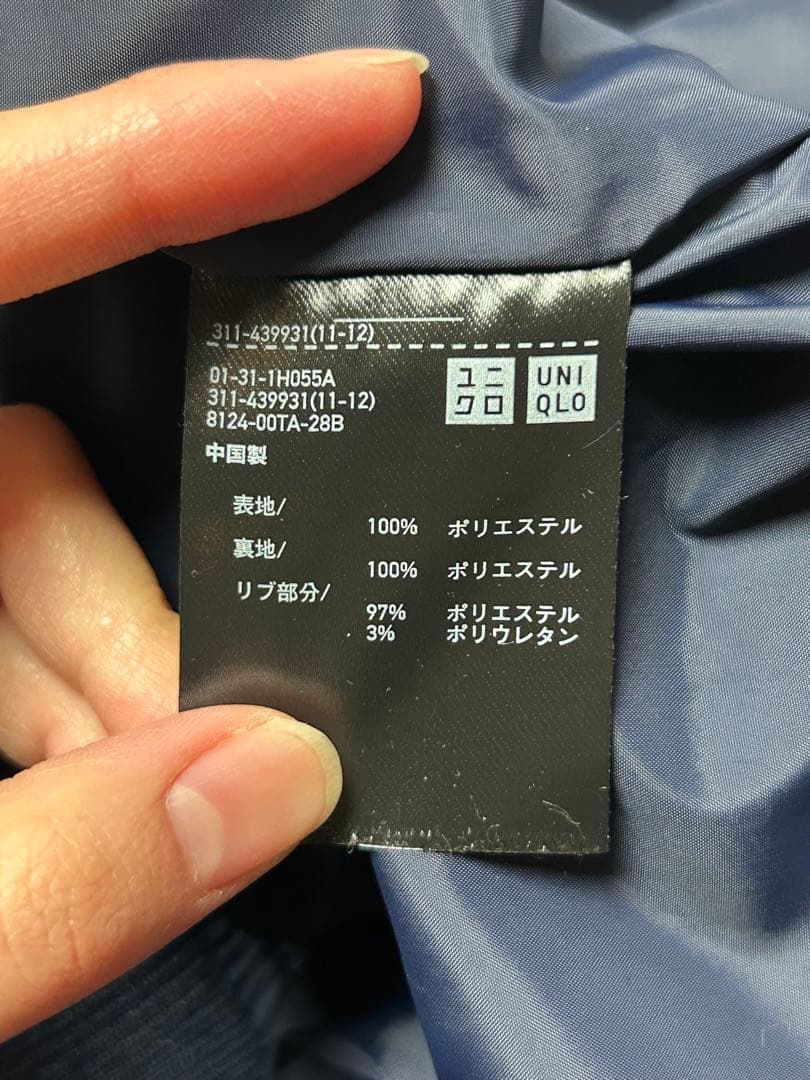 311-439931(11-12)
01-31-1H055A
311-439931(11-12)
8124-00TA-28B
中国製
ユニ
クロ
UNI
QLO
表地/
100% ポリエステル
裏地/
100% ポリエステル
リブ部分/
97% ポリエステル
3% ポリウレタン